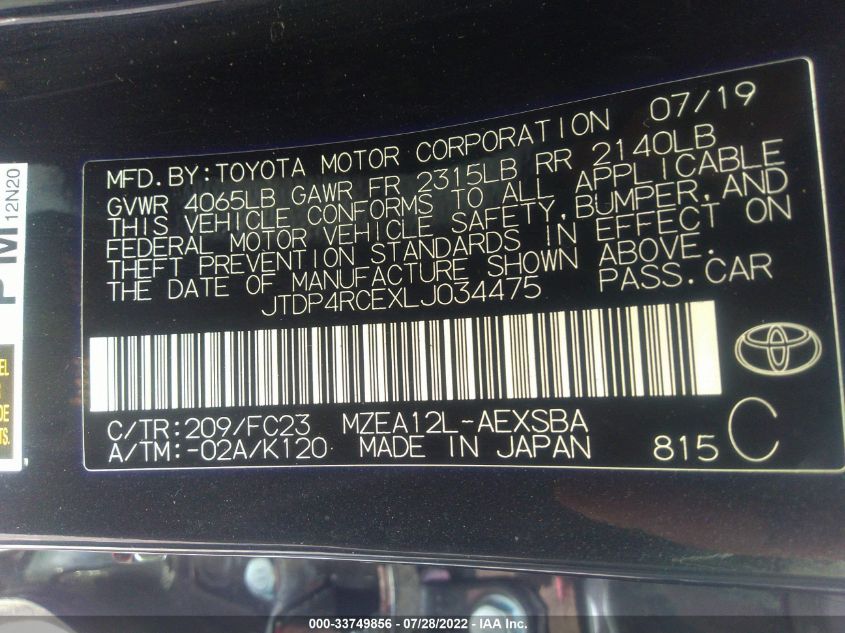 07/19
MFD.BY:TOYOTA MOTOR CORPORATION
GVWR 4065LB GAWR FR 2315LB RR 2140LB
THIS VEHICLE CONFORMS TO ALL APPLICABLE
FEDERAL MOTOR VEHICLE SAFETY,BUMPER,AND
THEFT PREVENTION STANDARDS IN EFFECT ON
THE DATE OF MANUFACTURE SHOWN ABOVE.
JTDP4RCEXLJ034475 PASS.CAR
C/TR:209/FC23 MZEA12L-AEXSBA
A/TM:-02A/K120 MADE IN JAPAN 815 C
PM
12N20
000-33749856 - 07/28/2022 - IAA Inc.